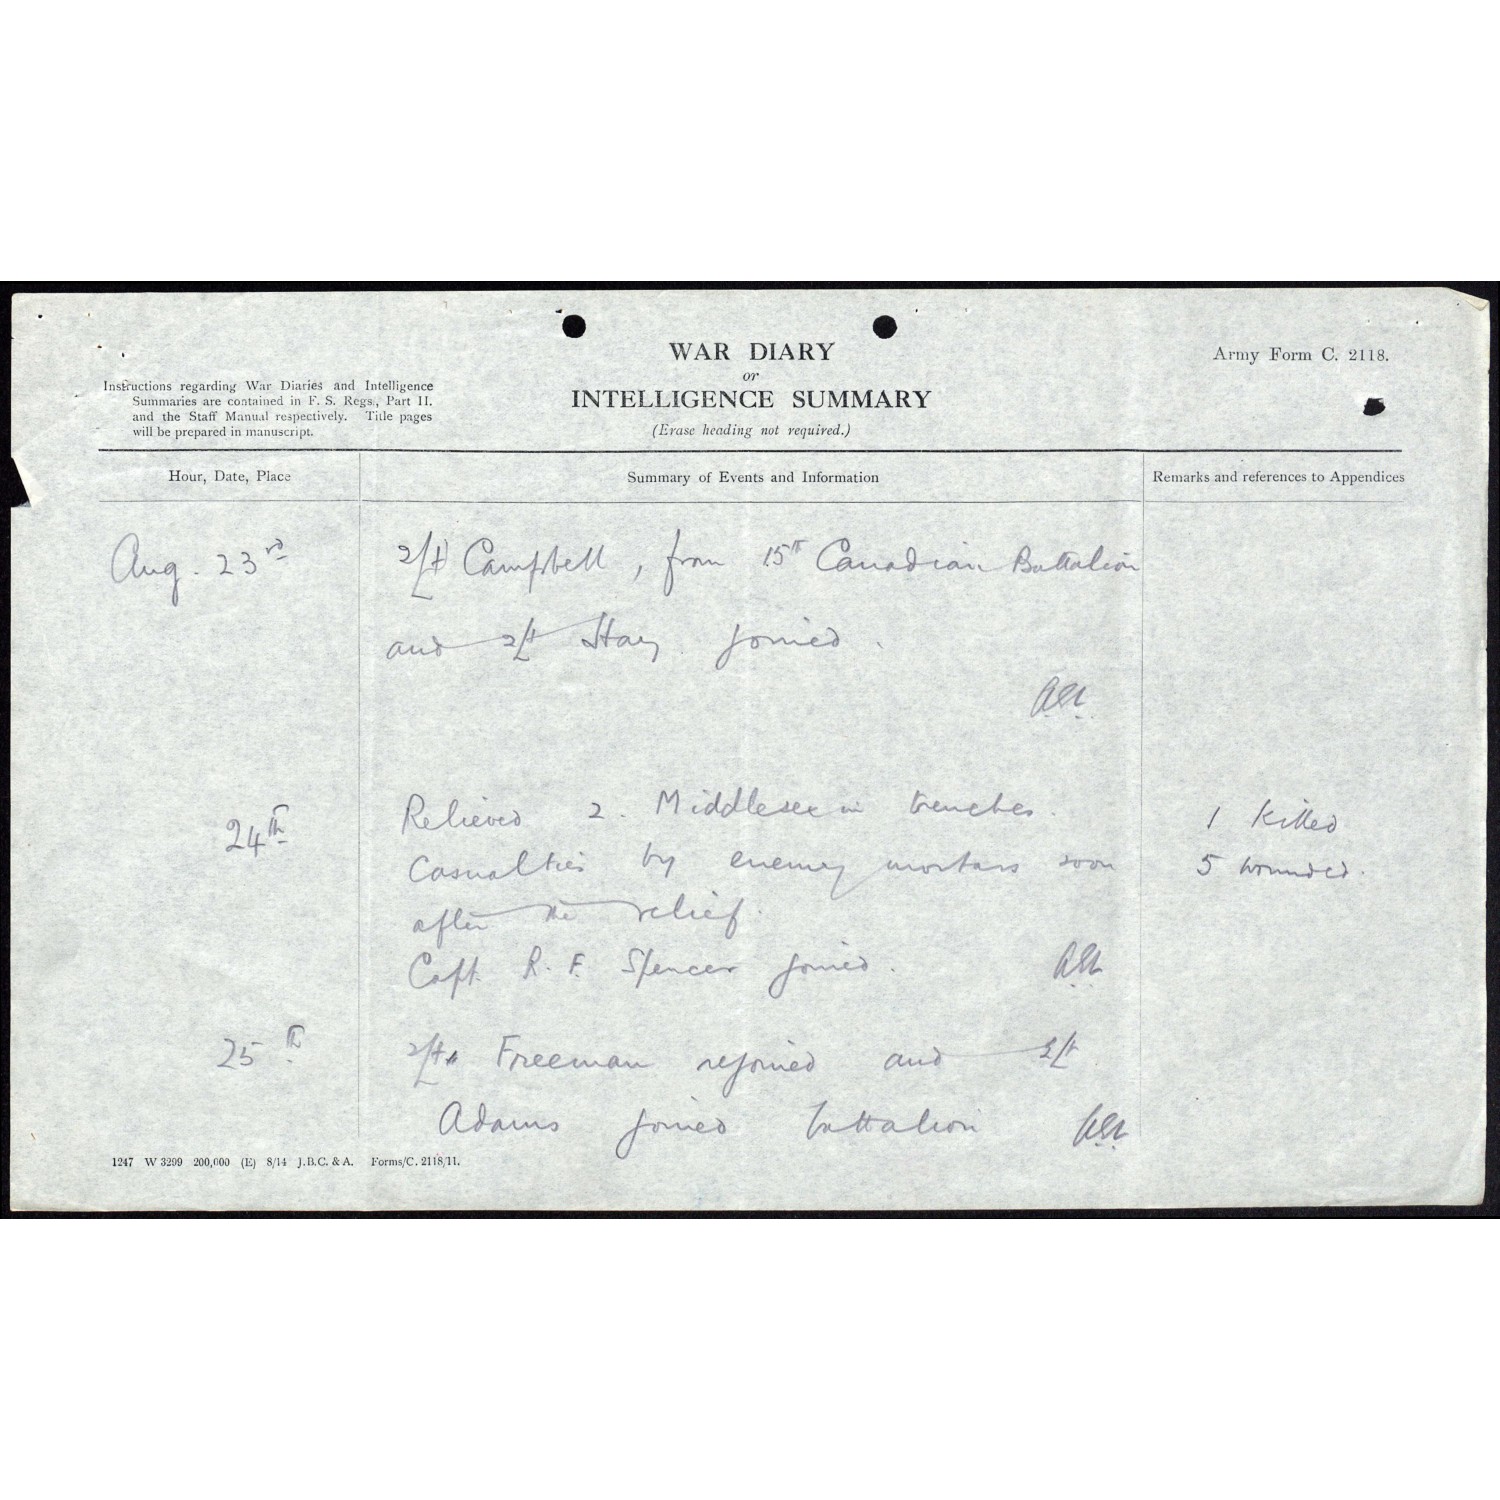 WAR DIARY
or
INTELLIGENCE SUMMARY
(Erase heading not required.)
Army Form C. 2118.
Instructions regarding War Diaries and Intelligence
Summaries are contained in F. S. Regs., Part II.
and the Staff Manual respectively. Title pages
will be prepared in manuscript.
Hour, Date, Place
Summary of Events and Information
Remarks and references to Appendices
Aug. 23rd
2/Lt Campbell, from 15th Canadian Battalion
and 2/Lt Hay joined.
24th
Relieved 2. Middlesex in trenches.
1 killed
Casualties by enemy mortars soon
5 wounded.
after the relief.
Capt. R. F. Spencer joined.
25th
2/Lt Freeman rejoined and 2/Lt
Adams joined battalion
1247 W 3299 200,000 (E) 8/14 J.B.C. & A. Forms/C. 2118/11.